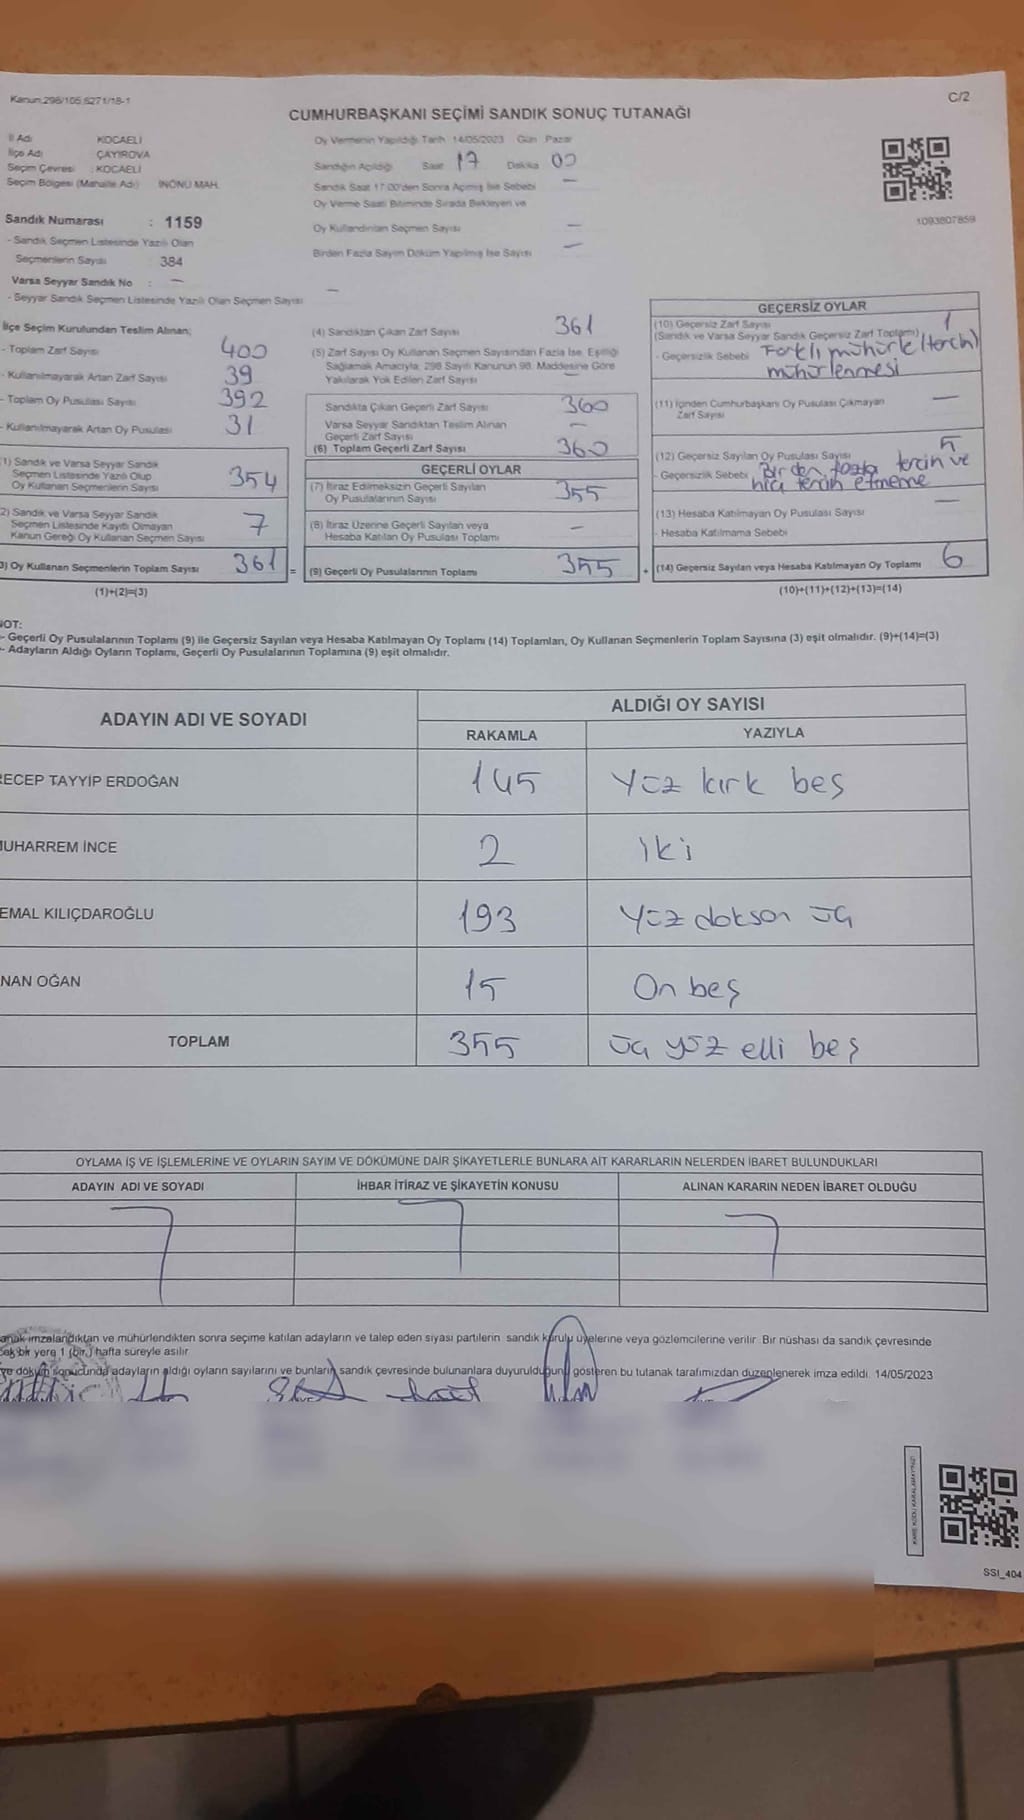 Kanun:298/105,6271/18-1
C/2
CUMHURBAŞKANI SEÇİMİ SANDIK SONUÇ TUTANAĞI
İl Adı KOCAELİ
İlçe Adı ÇAYIROVA
Seçim Çevresi : KOCAELİ
Seçim Bölgesi (Mahalle Adı) İNÖNÜ MAH.
Sandık Numarası : 1159
- Sandık Seçmen Listesinde Yazılı Olan
Seçmenlerin Sayısı : 384
Varsa Seyyar Sandık No : —
- Seyyar Sandık Seçmen Listesinde Yazılı Olan Seçmen Sayısı —
Oy Vermenin Yapıldığı Tarih 14/05/2023 Gün Pazar
Sandığın Açıldığı Saat 17 Dakika 00
Sandık Saat 17:00'den Sonra Açılmış İse Sebebi —
Oy Verme Saati Bitiminde Sırada Bekleyen ve
Oy Kullandırılan Seçmen Sayısı —
Birden Fazla Sayım Döküm Yapılmış İse Sayısı —
1093807859
İlçe Seçim Kurulundan Teslim Alınan;
- Toplam Zarf Sayısı 400
- Kullanılmayarak Artan Zarf Sayısı 39
- Toplam Oy Pusulası Sayısı 392
- Kullanılmayarak Artan Oy Pusulası 31
1) Sandık ve Varsa Seyyar Sandık
Seçmen Listesinde Yazılı Olup
Oy Kullanan Seçmenlerin Sayısı 354
2) Sandık ve Varsa Seyyar Sandık
Seçmen Listesinde Kayıtlı Olmayan
Kanun Gereği Oy Kullanan Seçmen Sayısı 7
3) Oy Kullanan Seçmenlerin Toplam Sayısı 361 =
(1)+(2)=(3)
(4) Sandıktan Çıkan Zarf Sayısı 361
(5) Zarf Sayısı Oy Kullanan Seçmen Sayısından Fazla İse, Eşitliği
Sağlamak Amacıyla, 298 Sayılı Kanunun 98. Maddesine Göre
Yakılarak Yok Edilen Zarf Sayısı —
Sandıkta Çıkan Geçerli Zarf Sayısı 360
Varsa Seyyar Sandıktan Teslim Alınan
Geçerli Zarf Sayısı —
(6) Toplam Geçerli Zarf Sayısı 360
GEÇERLİ OYLAR
(7) İtiraz Edilmeksizin Geçerli Sayılan
Oy Pusulalarının Sayısı 355
(8) İtiraz Üzerine Geçerli Sayılan veya
Hesaba Katılan Oy Pusulası Toplamı —
(9) Geçerli Oy Pusulalarının Toplamı 355 +
GEÇERSİZ OYLAR
(10) Geçersiz Zarf Sayısı 1
(Sandık ve Varsa Seyyar Sandık Geçersiz Zarf Toplamı)
- Geçersizlik Sebebi Farklı mühürle (tercih)
mühürlenmesi
(11) İçinden Cumhurbaşkanı Oy Pusulası Çıkmayan
Zarf Sayısı —
(12) Geçersiz Sayılan Oy Pusulası Sayısı 5
- Geçersizlik Sebebi Birden fazla tercih ve
hiç tercih etmeme
(13) Hesaba Katılmayan Oy Pusulası Sayısı —
- Hesaba Katılmama Sebebi
(14) Geçersiz Sayılan veya Hesaba Katılmayan Oy Toplamı 6
(10)+(11)+(12)+(13)=(14)
NOT:
- Geçerli Oy Pusulalarının Toplamı (9) ile Geçersiz Sayılan veya Hesaba Katılmayan Oy Toplamı (14) Toplamları, Oy Kullanan Seçmenlerin Toplam Sayısına (3) eşit olmalıdır. (9)+(14)=(3)
- Adayların Aldığı Oyların Toplamı, Geçerli Oy Pusulalarının Toplamına (9) eşit olmalıdır.
ADAYIN ADI VE SOYADI ALDIĞI OY SAYISI
RAKAMLA YAZIYLA
RECEP TAYYİP ERDOĞAN 145 Yüz kırk beş
MUHARREM İNCE 2 iki
EMAL KILIÇDAROĞLU 193 Yüz doksan üç
NAN OĞAN 15 On beş
TOPLAM 355 üç yüz elli beş
OYLAMA İŞ VE İŞLEMLERİNE VE OYLARIN SAYIM VE DÖKÜMÜNE DAİR ŞİKAYETLERLE BUNLARA AİT KARARLARIN NELERDEN İBARET BULUNDUKLARI
ADAYIN ADI VE SOYADI İHBAR İTİRAZ VE ŞİKAYETİN KONUSU ALINAN KARARIN NEDEN İBARET OLDUĞU
anak imzalandıktan ve mühürlendikten sonra seçime katılan adayların ve talep eden siyasi partilerin sandık kurulu üyelerine veya gözlemcilerine verilir. Bir nüshası da sandık çevresinde
cek bir yere 1 (bir) hafta süreyle asılır.
ve döküm sonucunda adayların aldığı oyların sayılarını ve bunların sandık çevresinde bulunanlara duyurulduğunu gösteren bu tutanak tarafımızdan düzenlenerek imza edildi. 14/05/2023
KARE KODU KARALAMAYINIZ!
SSI_404